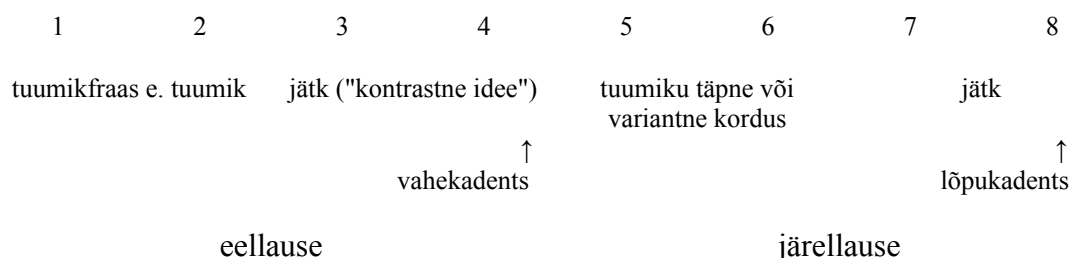 1 2 3 4 5 6 7 8
tuumikfraas e. tuumik jätk ("kontrastne idee") tuumiku täpne või jätk
variantne kordus
↑ ↑
vahekadents lõpukadents
eellause järellause